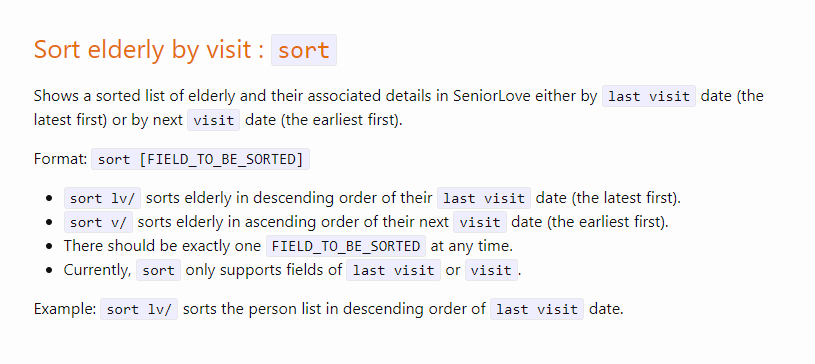 Sort elderly by visit : sort
Shows a sorted list of elderly and their associated details in SeniorLove either by last visit date (the
latest first) or by next visit date (the earliest first).
Format: sort [FIELD_TO_BE_SORTED]
• sort lv/ sorts elderly in descending order of their last visit date (the latest first).
• sort v/ sorts elderly in ascending order of their next visit date (the earliest first).
• There should be exactly one FIELD_TO_BE_SORTED at any time.
• Currently, sort only supports fields of last visit or visit.
Example: sort lv/ sorts the person list in descending order of last visit date.